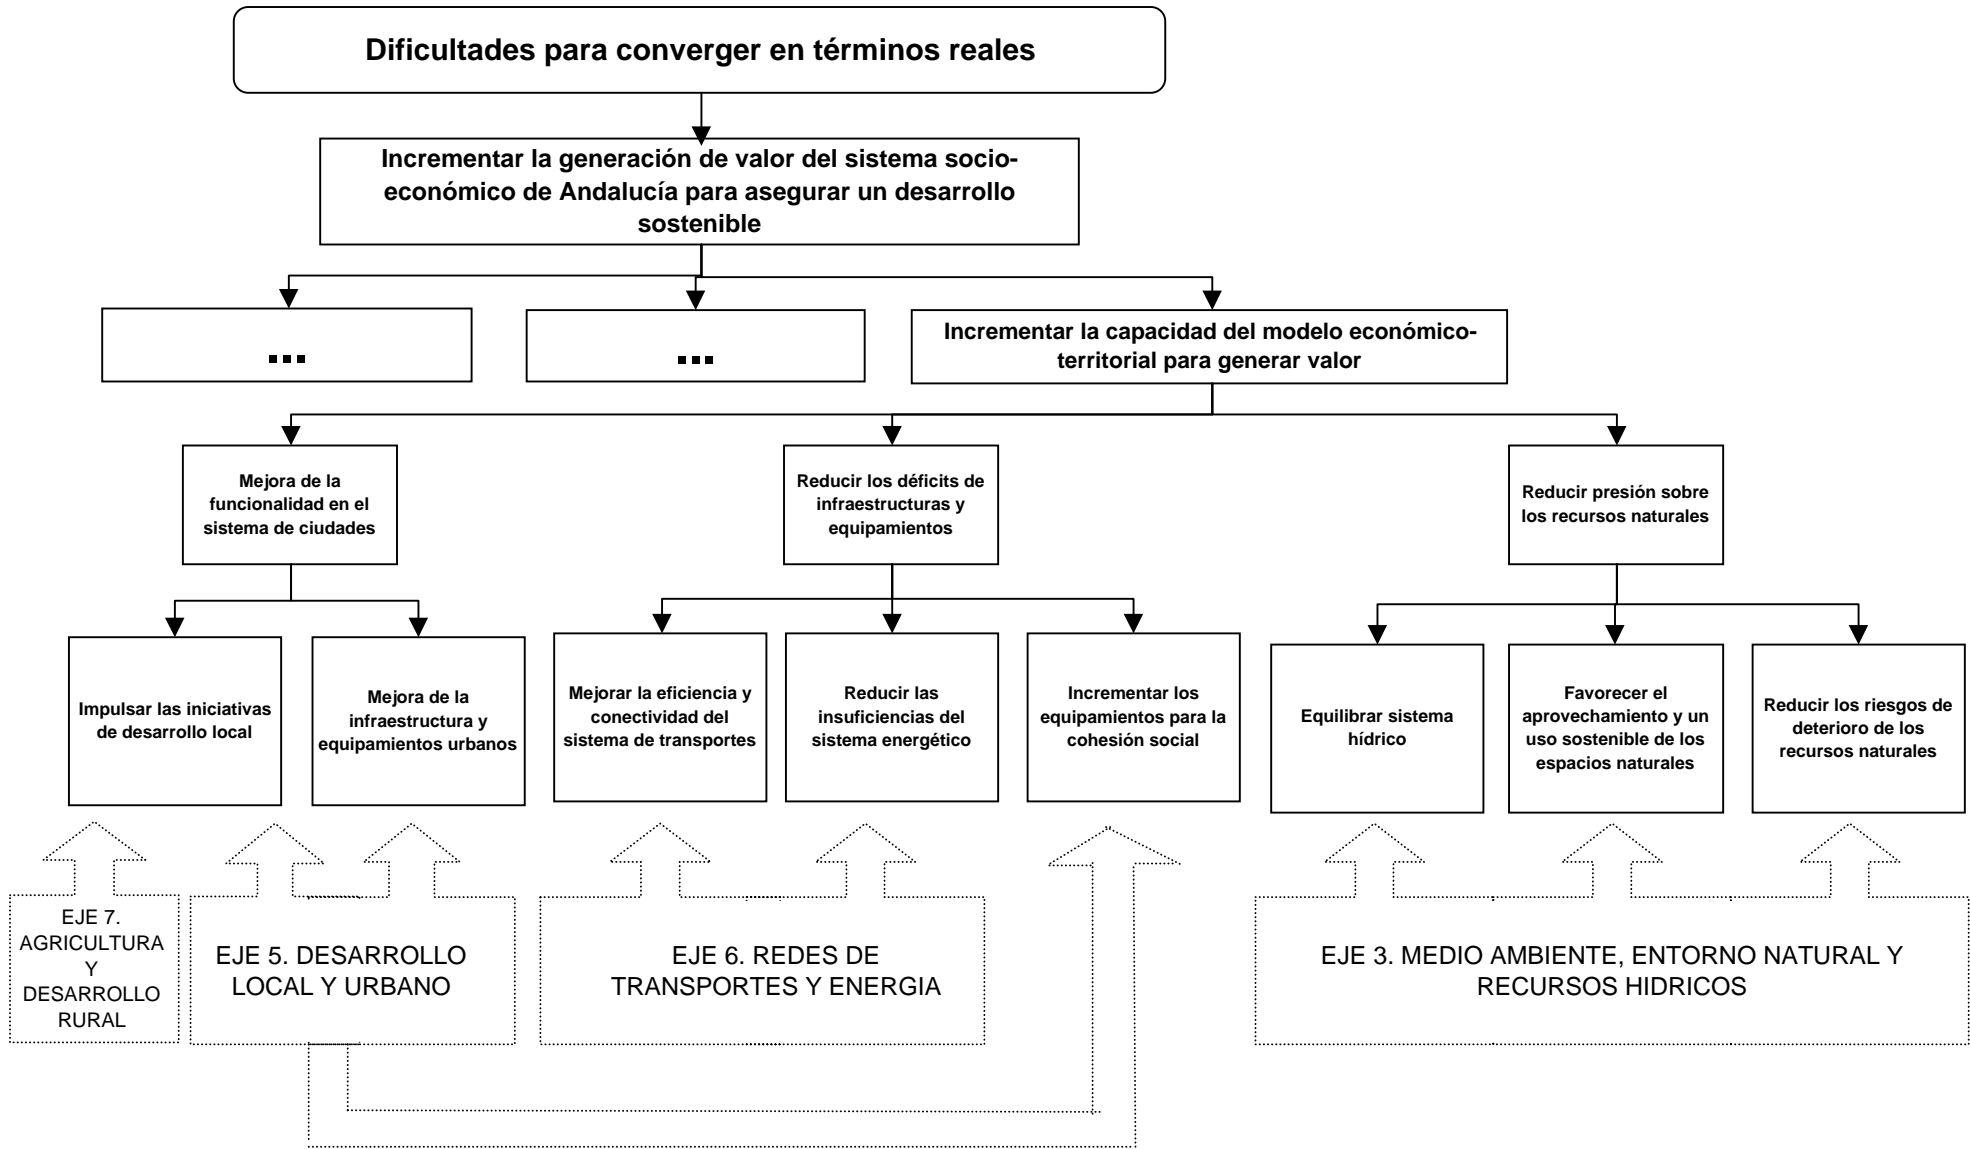 Dificultades para converger en términos reales
Incrementar la generación de valor del sistema socio-
económico de Andalucía para asegurar un desarrollo
sostenible
...
...
Incrementar la capacidad del modelo económico-
territorial para generar valor
Mejora de la
funcionalidad en el
sistema de ciudades
Reducir los déficits de
infraestructuras y
equipamientos
Reducir presión sobre
los recursos naturales
Impulsar las iniciativas
de desarrollo local
Mejora de la
infraestructura y
equipamientos urbanos
Mejorar la eficiencia y
conectividad del
sistema de transportes
Reducir las
insuficiencias del
sistema energético
Incrementar los
equipamientos para la
cohesión social
Equilibrar sistema
hídrico
Favorecer el
aprovechamiento y un
uso sostenible de los
espacios naturales
Reducir los riesgos de
deterioro de los
recursos naturales
EJE 7.
AGRICULTURA
Y
DESARROLLO
RURAL
EJE 5. DESARROLLO
LOCAL Y URBANO
EJE 6. REDES DE
TRANSPORTES Y ENERGIA
EJE 3. MEDIO AMBIENTE, ENTORNO NATURAL Y
RECURSOS HIDRICOS